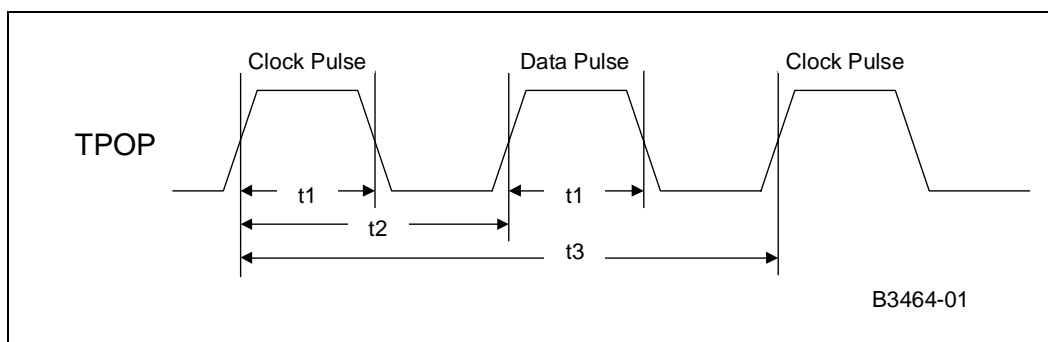 Clock Pulse
Data Pulse
Clock Pulse
TPOP
t1
t1
t2
t3
B3464-01